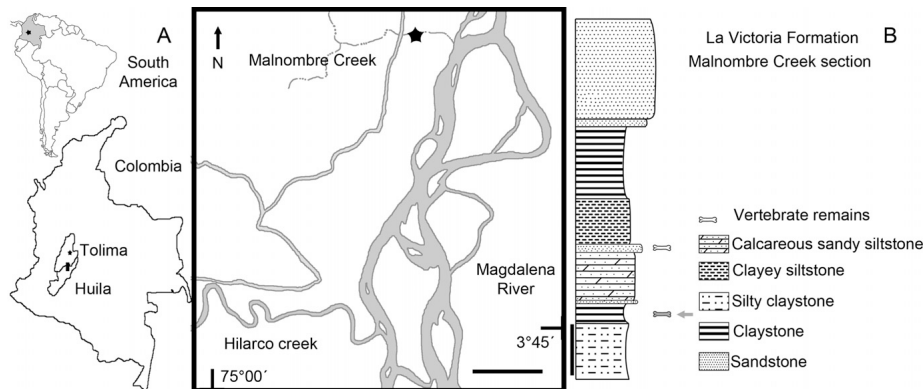 A
South
America
Colombia
Tolima
Huila
N
Malnombre Creek
Magdalena
River
Hilarco creek
3°45´
75°00´
La Victoria Formation
B
Malnombre Creek section
Vertebrate remains
Calcareous sandy siltstone
Clayey siltstone
Silty claystone
Claystone
Sandstone